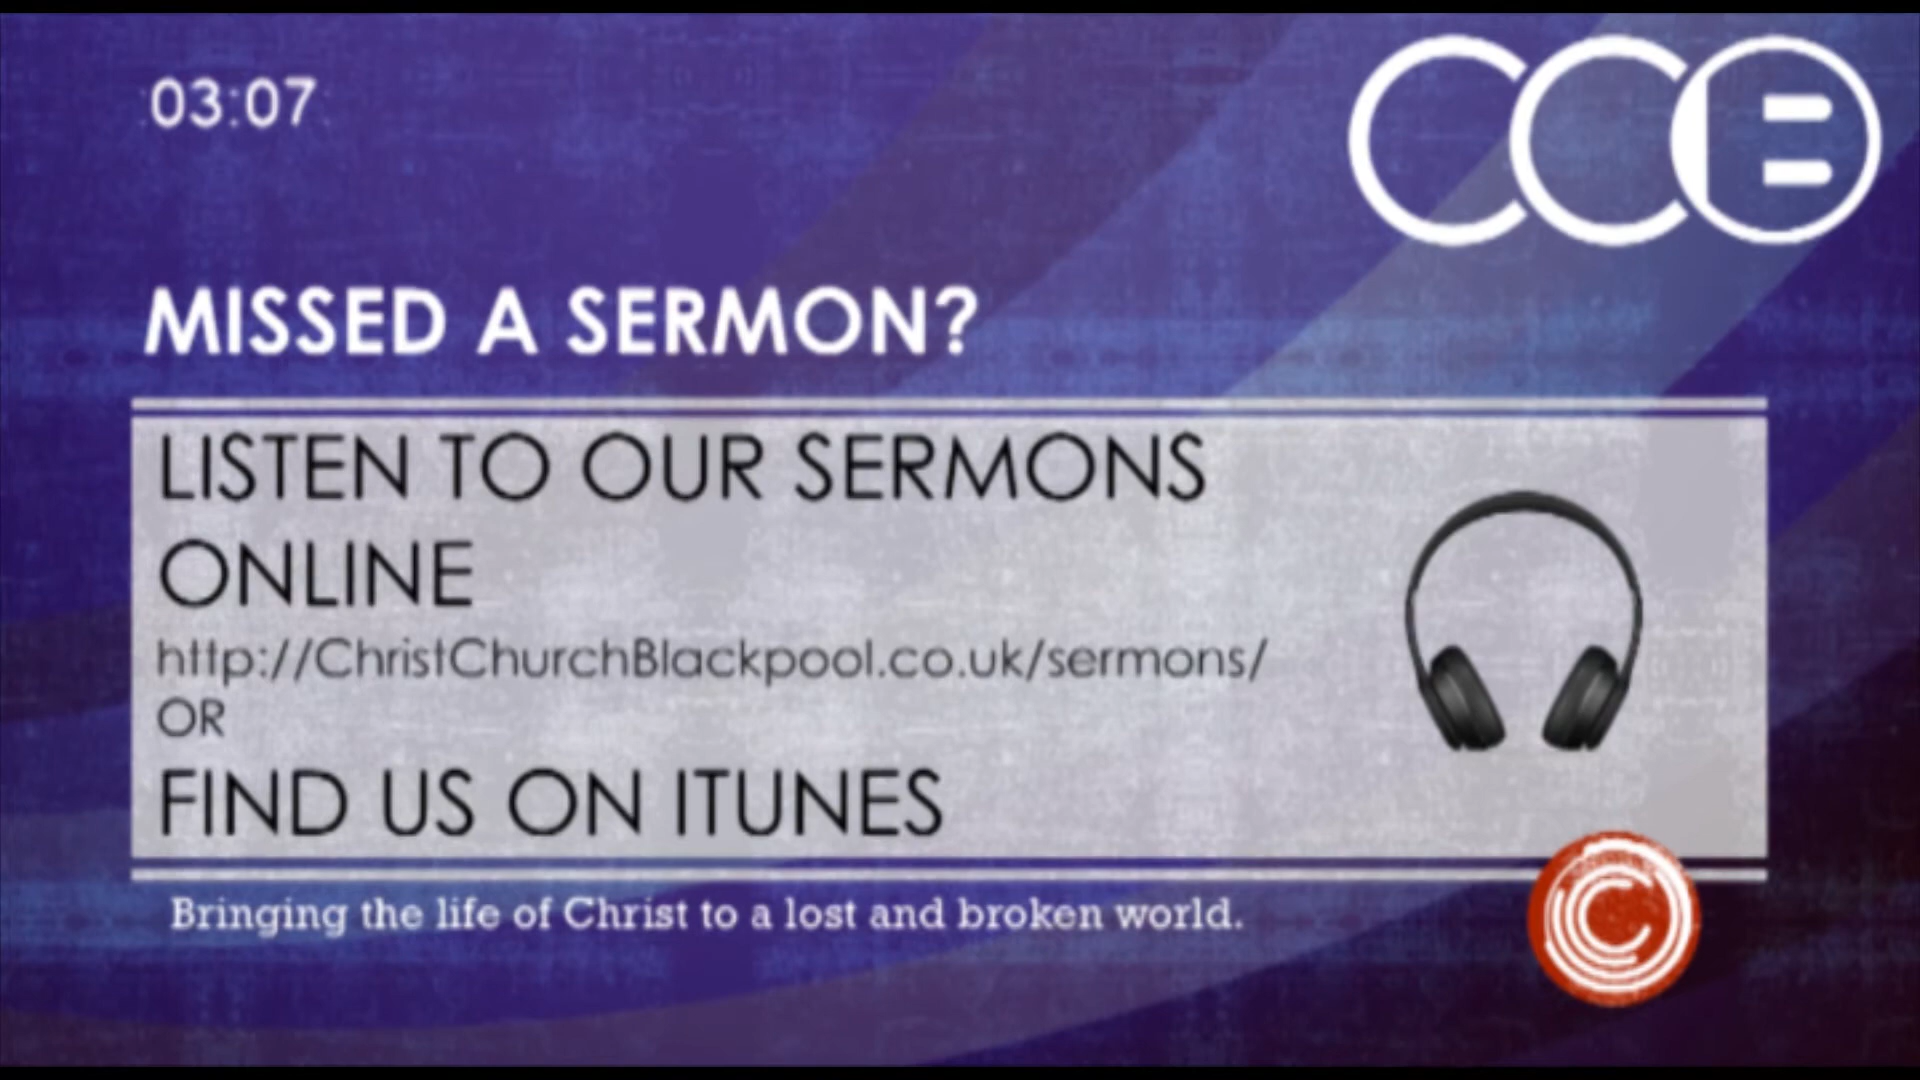 03:07
CCB
MISSED A SERMON?
LISTEN TO OUR SERMONS
ONLINE
http://ChristChurchBlackpool.co.uk/sermons/
OR
FIND US ON ITUNES
Bringing the life of Christ to a lost and broken world.